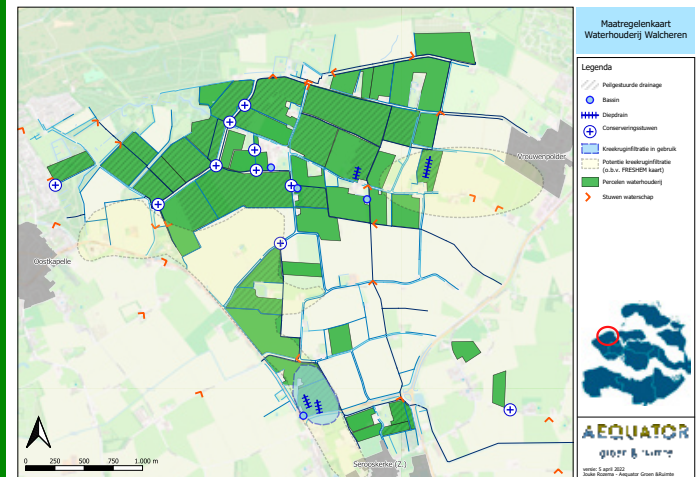 Maatregelenkaart
Waterhouderij Walcheren
Legenda
Peilgestuurde drainage
Bassin
Diepdrain
Conserveringsstuwen
Kreekruginfiltratie in gebruik
Potentie kreekruginfiltratie
(o.b.v. FRESHEM kaart)
Percelen waterhouderij
Stuwen waterschap
Vrouwenpolder
Oostkapelle
Serooskerke (Z.)
0 250 500 750 1.000 m
AEQUATOR
groen & ruimte
versie: 5 april 2022
Jouke Rozema - Aequator Groen &Ruimte